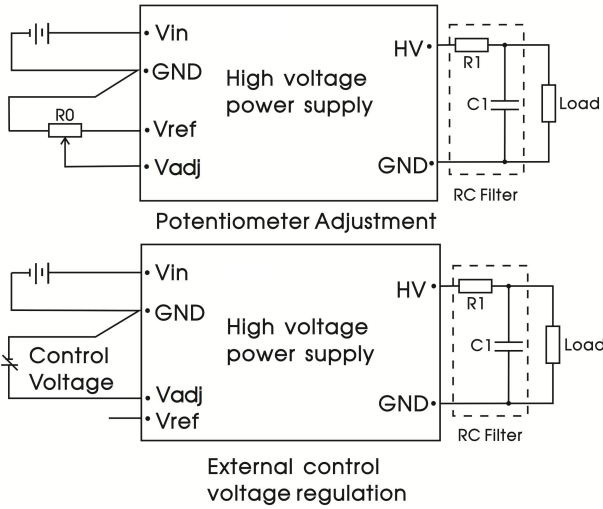 Vin
GND
R0
Vref
Vadj
High voltage
power supply
HV
GND
R1
C1
Load
RC Filter
Potentiometer Adjustment
Vin
GND
Control
Voltage
Vadj
Vref
High voltage
power supply
HV
GND
R1
C1
Load
RC Filter
External control
voltage regulation